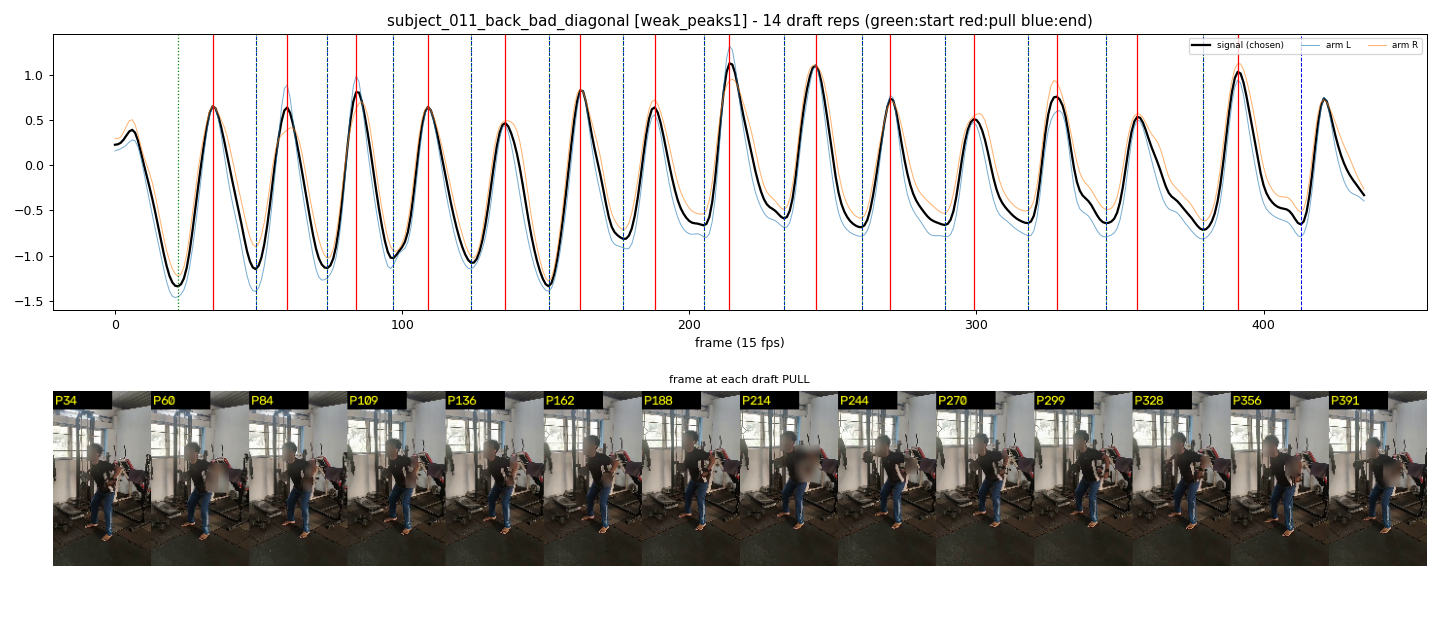 subject_011_back_bad_diagonal [weak_peaks1] - 14 draft reps (green:start red:pull blue:end)
signal (chosen) arm L arm R
1.0
0.5
0.0
−0.5
−1.0
−1.5
0 100 200 300 400
frame (15 fps)
frame at each draft PULL
P34 P60 P84 P109 P136 P162 P188 P214 P244 P270 P299 P328 P356 P391